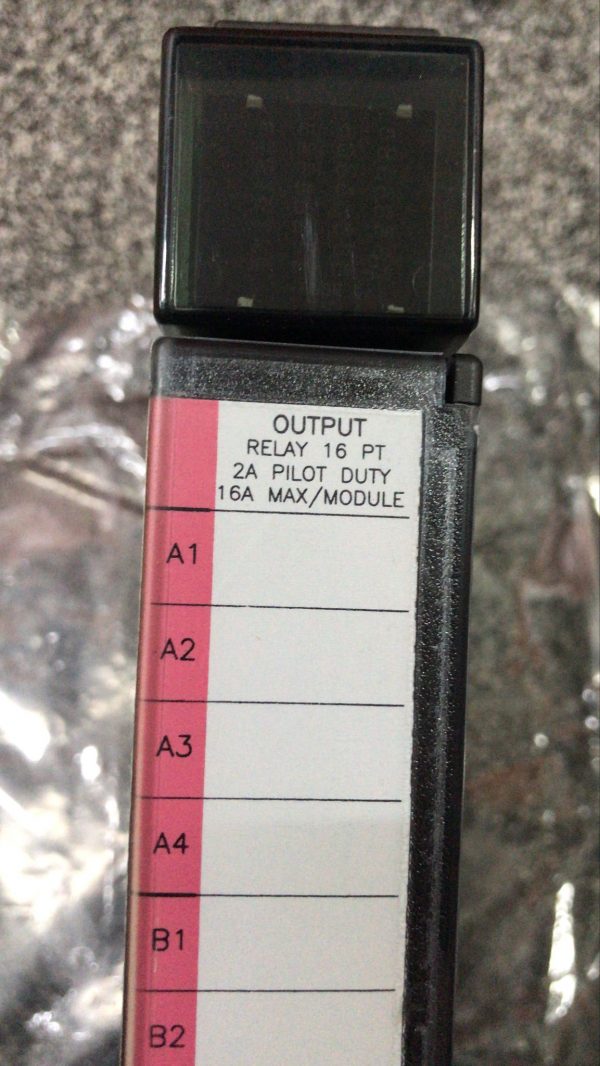 OUTPUT
RELAY 16 PT
2A PILOT DUTY
16A MAX/MODULE
A1
A2
A3
A4
B1
B2